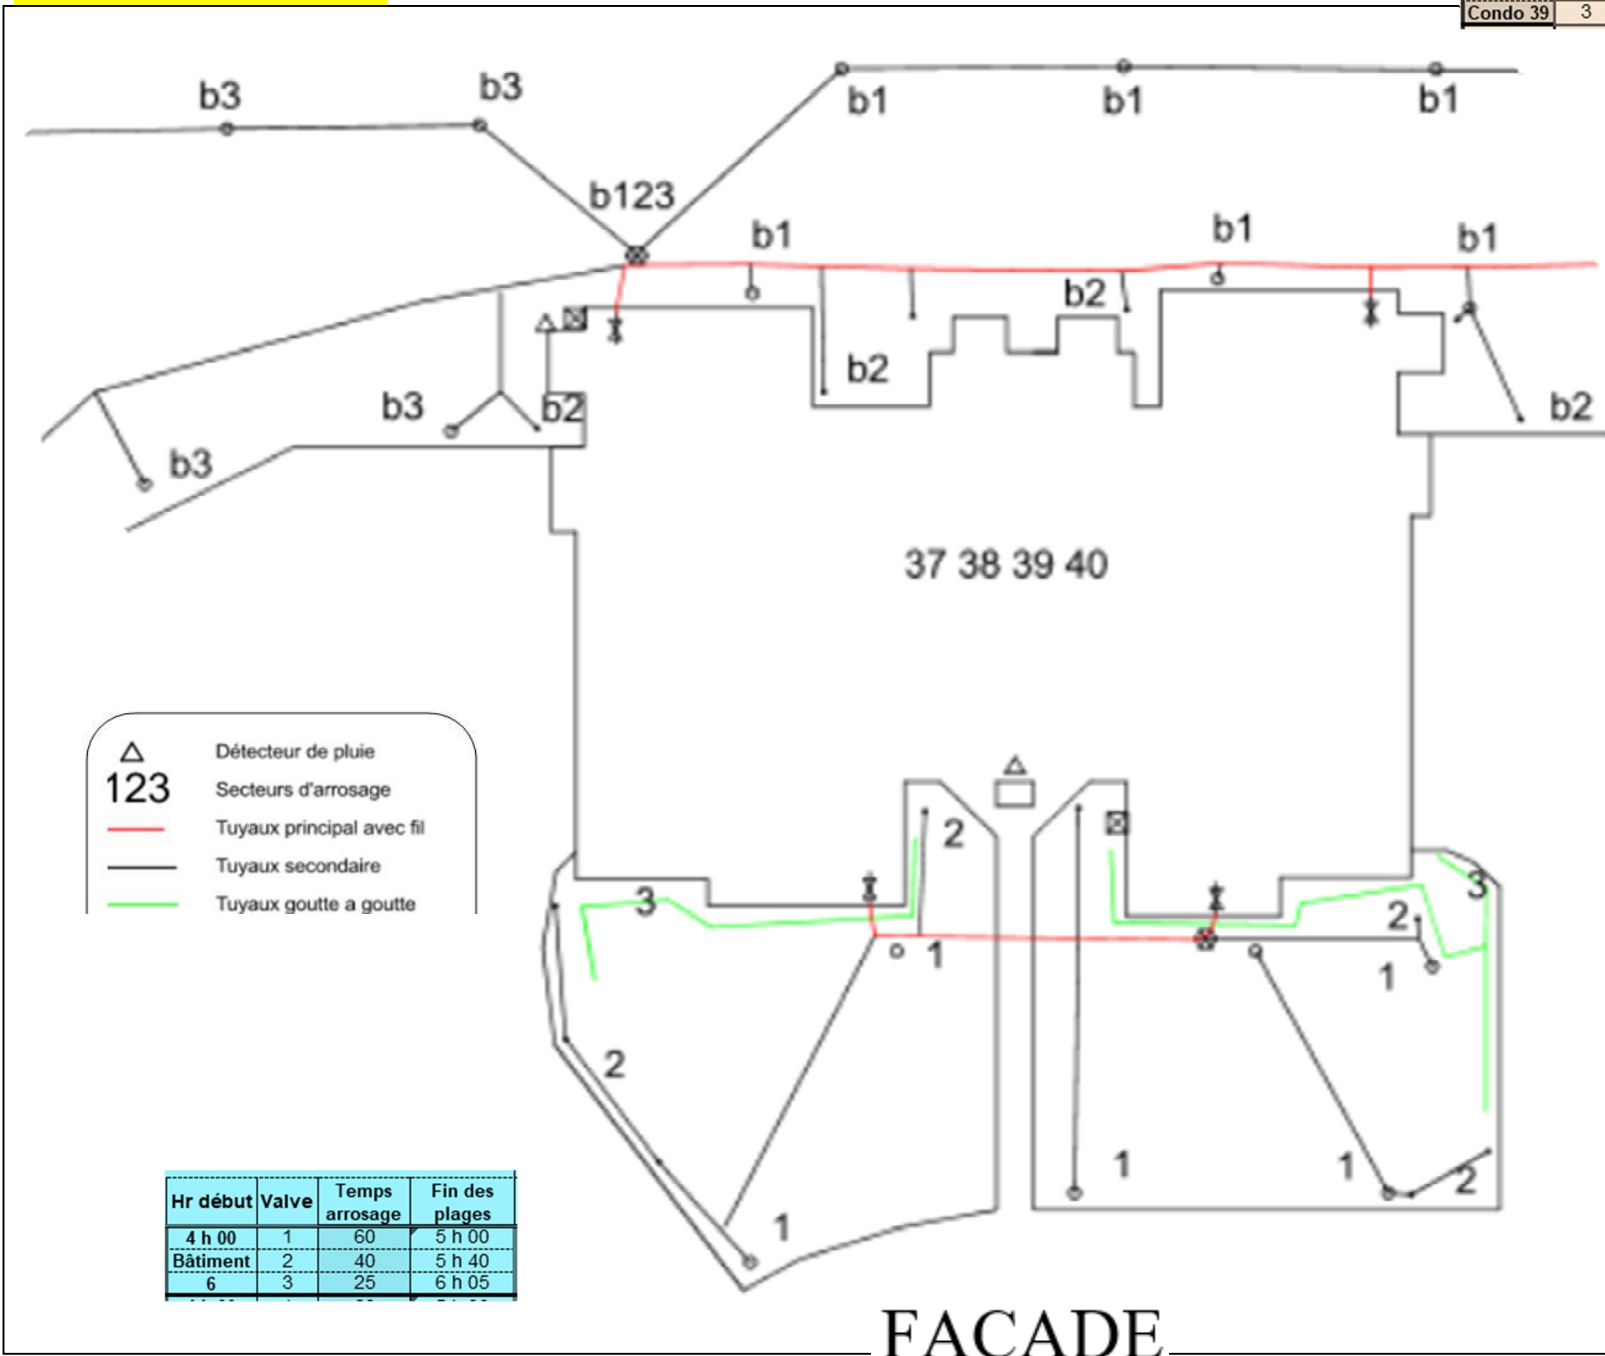 Condo 39 3
b3 b3 b1 b1 b1
b123
b1 b1 b1
b2
b2
b3 b2 b2
b3
37 38 39 40
Détecteur de pluie
123 Secteurs d'arrosage
Tuyaux principal avec fil
Tuyaux secondaire
Tuyaux goutte a goutte
2
3 3
2
1 1
2
1 1 2
1
Hr début Valve Temps arrosage Fin des plages
4 h 00 1 60 5 h 00
Bâtiment 2 40 5 h 40
6 3 25 6 h 05
FACADE